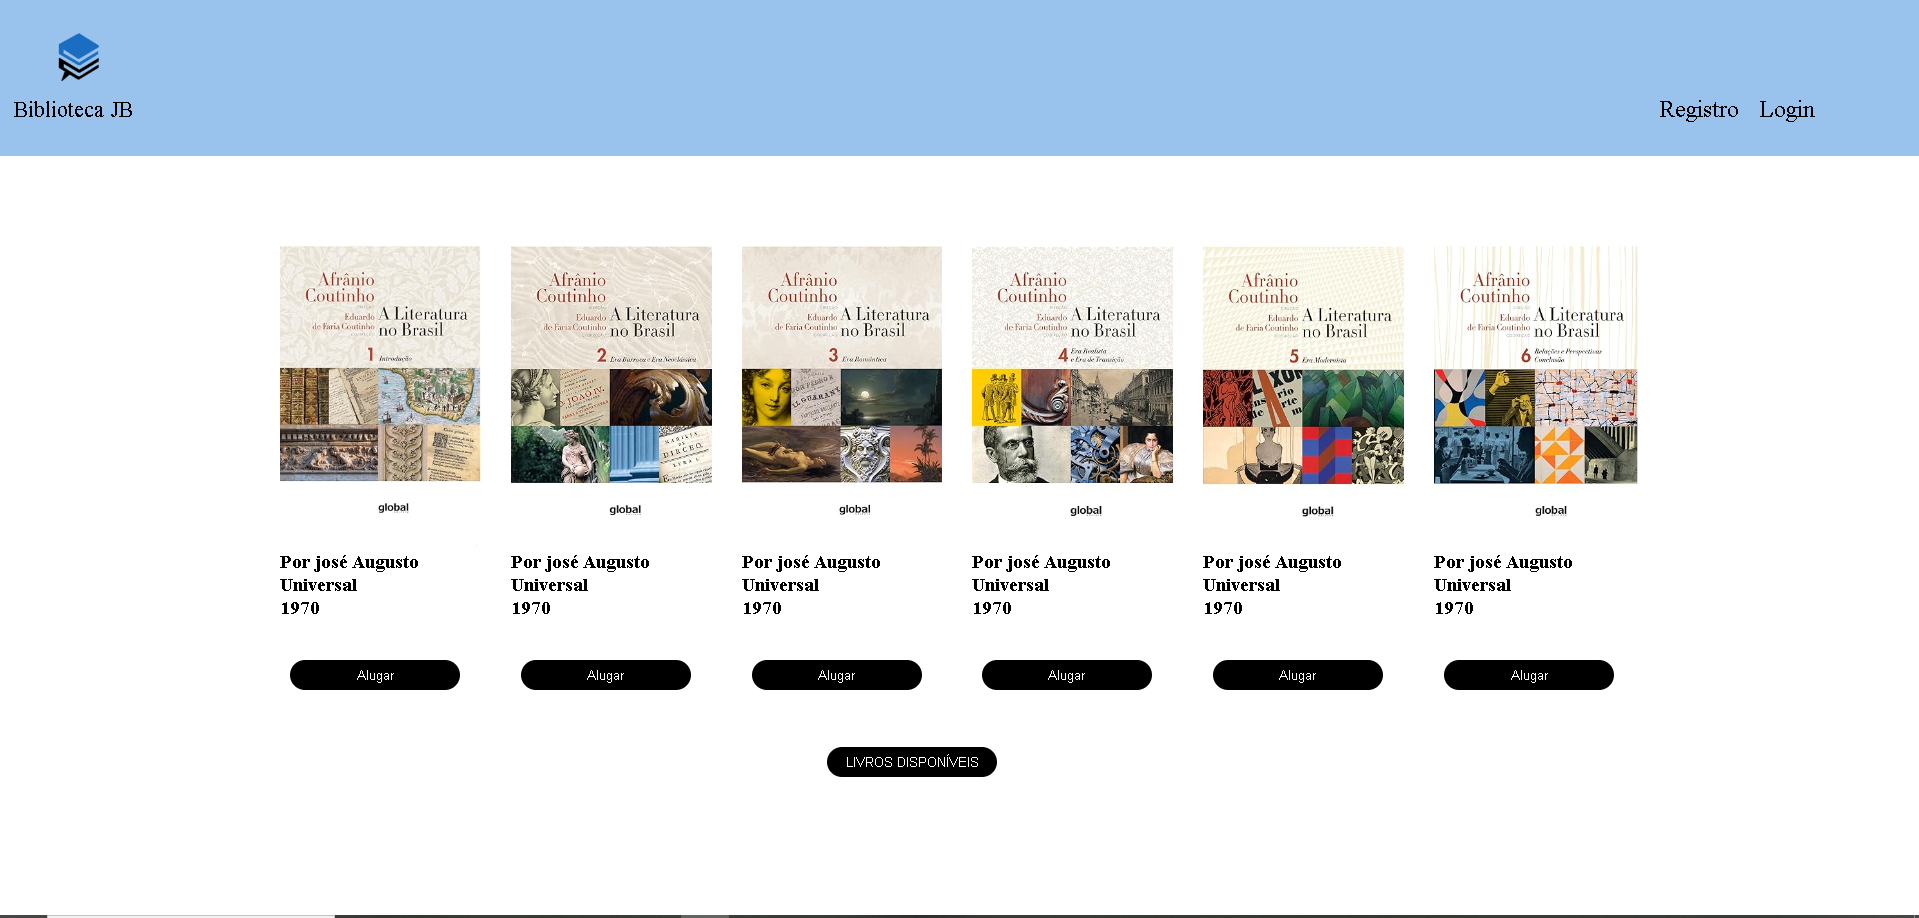 Biblioteca JB
Registro
Login
Afrânio
Coutinho
Eduardo
de Faria Coutinho
A Literatura
no Brasil
1 Introdução
global
Por josé Augusto
Universal
1970
Alugar
Afrânio
Coutinho
Eduardo
de Faria Coutinho
A Literatura
no Brasil
2 Era Barroca e Era Neoclássica
D. JOÃO IV.
MARILIA
DE
DIRCEO.
global
Por josé Augusto
Universal
1970
Alugar
Afrânio
Coutinho
Eduardo
de Faria Coutinho
A Literatura
no Brasil
3 Era Romântica
GUARANY
global
Por josé Augusto
Universal
1970
Alugar
Afrânio
Coutinho
Eduardo
de Faria Coutinho
A Literatura
no Brasil
4 Era Realista
e Era de Transição
global
Por josé Augusto
Universal
1970
Alugar
Afrânio
Coutinho
Eduardo
de Faria Coutinho
A Literatura
no Brasil
5 Era Modernista
global
Por josé Augusto
Universal
1970
Alugar
Afrânio
Coutinho
Eduardo
de Faria Coutinho
A Literatura
no Brasil
6 Relações e Perspectivas
Conclusão
global
Por josé Augusto
Universal
1970
Alugar
LIVROS DISPONÍVEIS